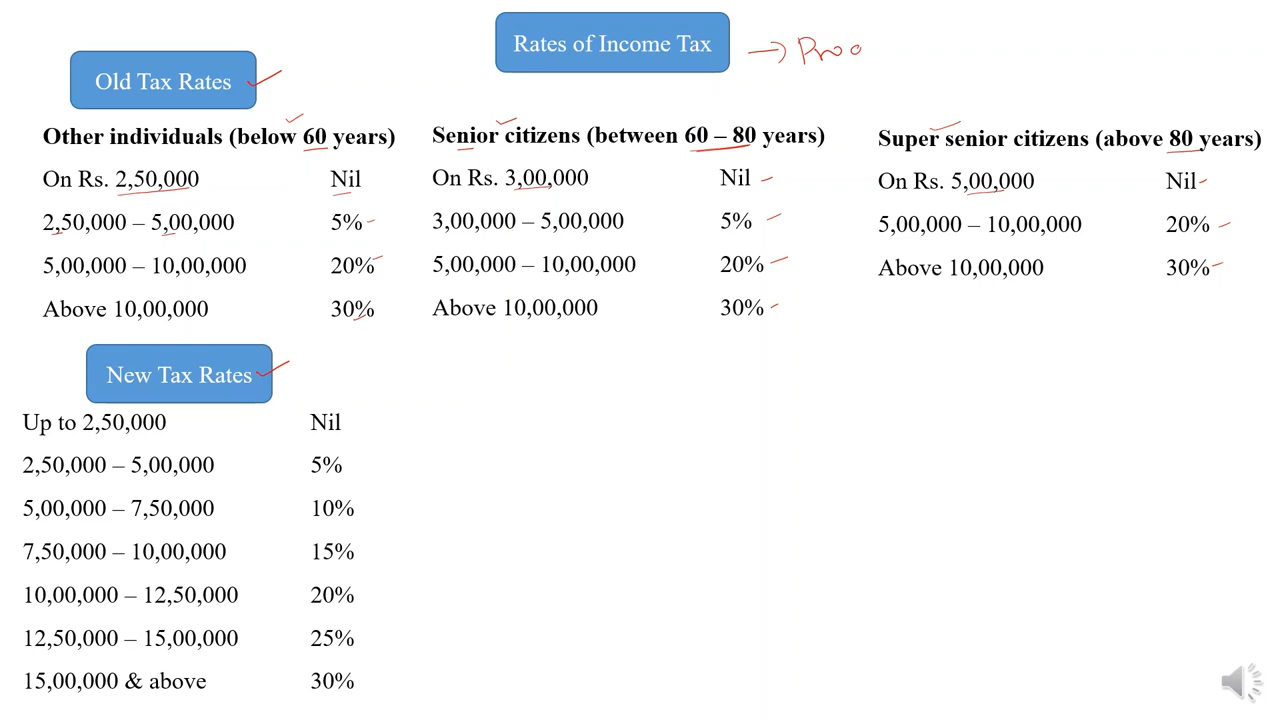 Rates of Income Tax
Old Tax Rates
Other individuals (below 60 years)
On Rs. 2,50,000 Nil
2,50,000 – 5,00,000 5%
5,00,000 – 10,00,000 20%
Above 10,00,000 30%
Senior citizens (between 60 – 80 years)
On Rs. 3,00,000 Nil
3,00,000 – 5,00,000 5%
5,00,000 – 10,00,000 20%
Above 10,00,000 30%
Super senior citizens (above 80 years)
On Rs. 5,00,000 Nil
5,00,000 – 10,00,000 20%
Above 10,00,000 30%
New Tax Rates
Up to 2,50,000 Nil
2,50,000 – 5,00,000 5%
5,00,000 – 7,50,000 10%
7,50,000 – 10,00,000 15%
10,00,000 – 12,50,000 20%
12,50,000 – 15,00,000 25%
15,00,000 & above 30%